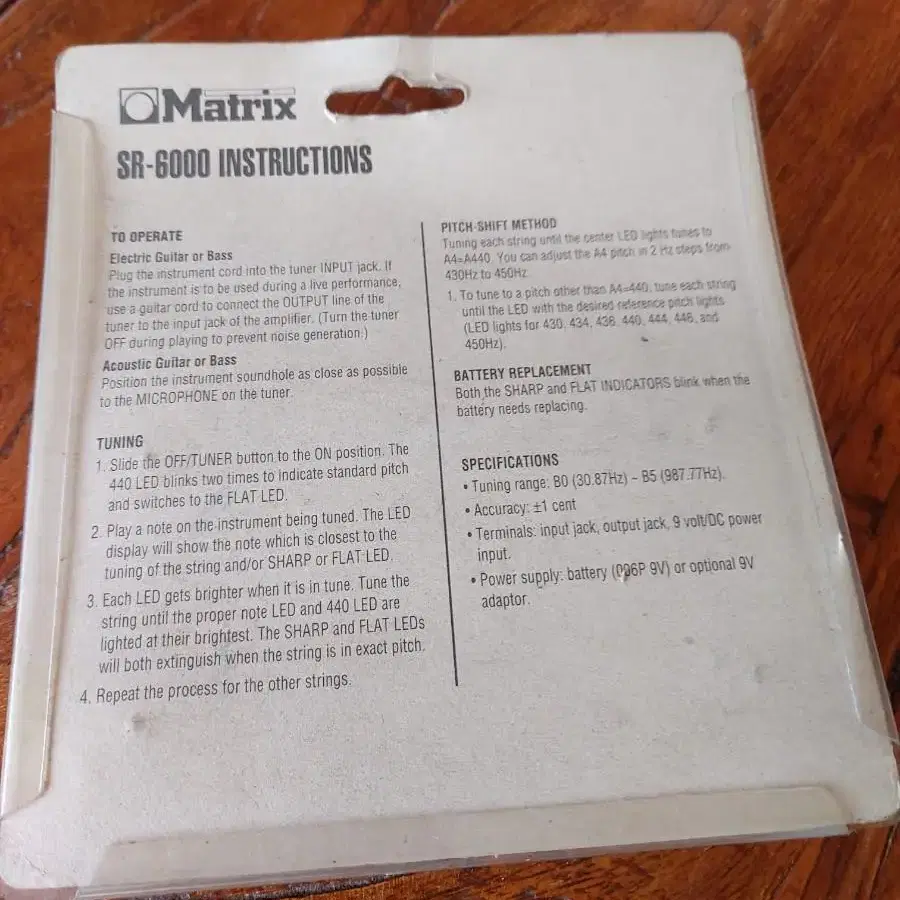 Matrix
SR-6000 INSTRUCTIONS
TO OPERATE
Electric Guitar or Bass
Plug the instrument cord into the tuner INPUT jack. If
the instrument is to be used during a live performance,
use a guitar cord to connect the OUTPUT line of the
tuner to the input jack of the amplifier. (Turn the tuner
OFF during playing to prevent noise generation.)
Acoustic Guitar or Bass
Position the instrument soundhole as close as possible
to the MICROPHONE on the tuner.
TUNING
1. Slide the OFF/TUNER button to the ON position. The
440 LED blinks two times to indicate standard pitch
and switches to the FLAT LED.
2. Play a note on the instrument being tuned. The LED
display will show the note which is closest to the
tuning of the string and/or SHARP or FLAT LED.
3. Each LED gets brighter when it is in tune. Tune the
string until the proper note LED and 440 LED are
lighted at their brightest. The SHARP and FLAT LEDs
will both extinguish when the string is in exact pitch.
4. Repeat the process for the other strings.
PITCH-SHIFT METHOD
Tuning each string until the center LED lights tunes to
A4=A440. You can adjust the A4 pitch in 2 Hz steps from
430Hz to 450Hz.
1. To tune to a pitch other than A4=440, tune each string
until the LED with the desired reference pitch lights
(LED lights for 430, 434, 436, 440, 444, 446, and
450Hz).
BATTERY REPLACEMENT
Both the SHARP and FLAT INDICATORS blink when the
battery needs replacing.
SPECIFICATIONS
• Tuning range: B0 (30.87Hz) ~ B5 (987.77Hz).
• Accuracy: ±1 cent
• Terminals: input jack, output jack, 9 volt/DC power
input.
• Power supply: battery (006P 9V) or optional 9V
adaptor.